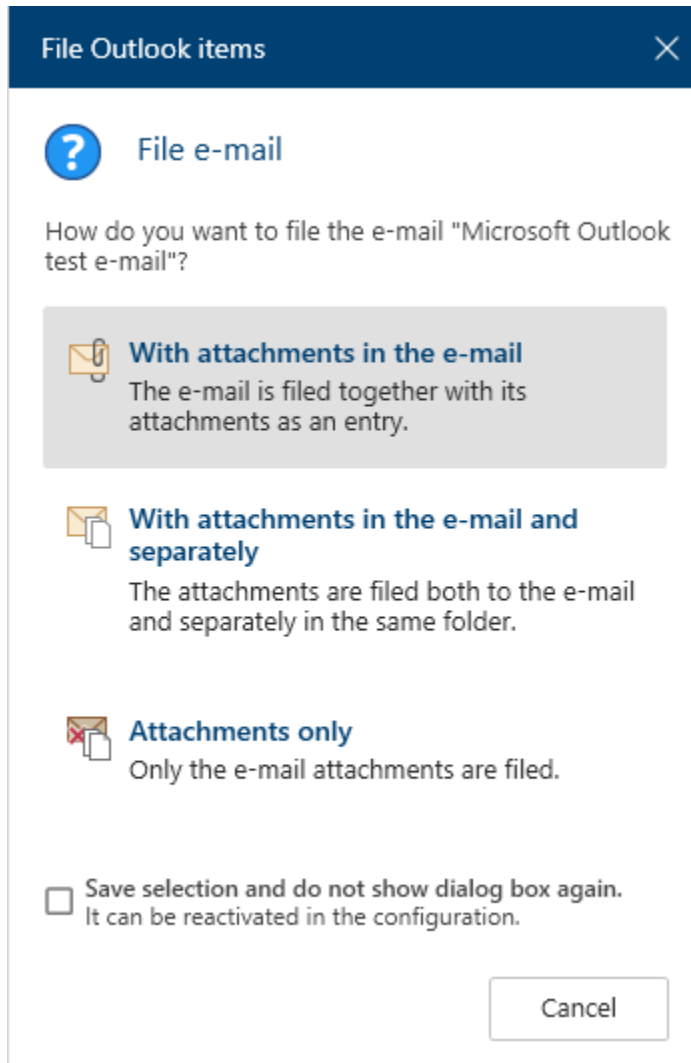 File Outlook items
File e-mail
How do you want to file the e-mail "Microsoft Outlook
test e-mail"?
With attachments in the e-mail
The e-mail is filed together with its
attachments as an entry.
With attachments in the e-mail and
separately
The attachments are filed both to the e-mail
and separately in the same folder.
Attachments only
Only the e-mail attachments are filed.
Save selection and do not show dialog box again.
It can be reactivated in the configuration.
Cancel